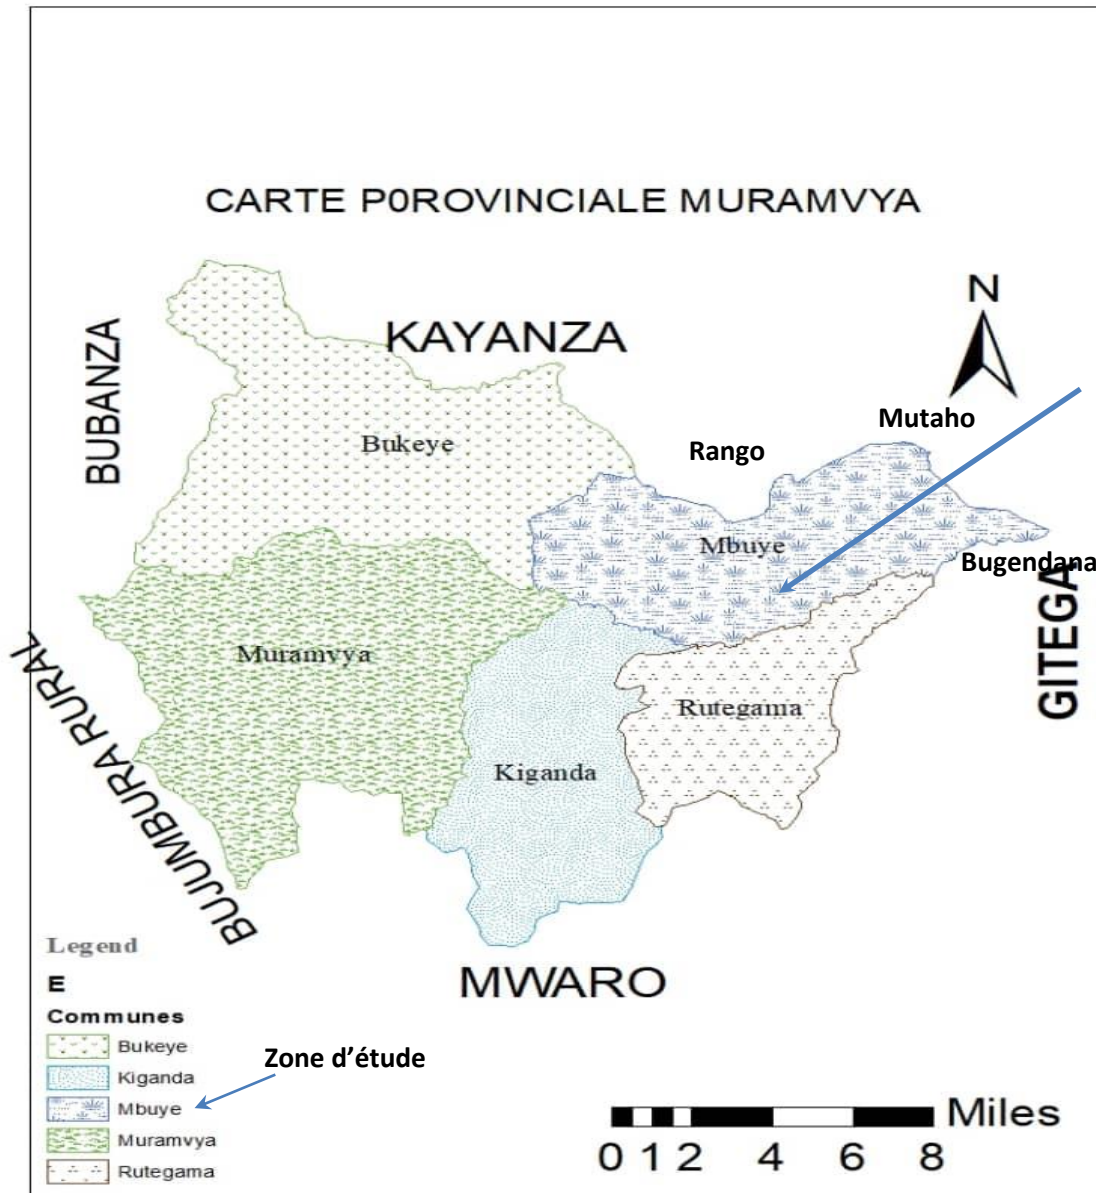 CARTE P0ROVINCIALE MURAMVYA
N
KAYANZA
BUBANZA
Mutaho
Rango
Bukeye
Mbuye
Bugendana
GITEGA
Muramvya
Rutegama
Kiganda
BUJUMBURA RURAL
MWARO
Legend
E
Communes
Bukeye
Kiganda
Mbuye
Muramvya
Rutegama
Zone d’étude
Miles
0 1 2 4 6 8